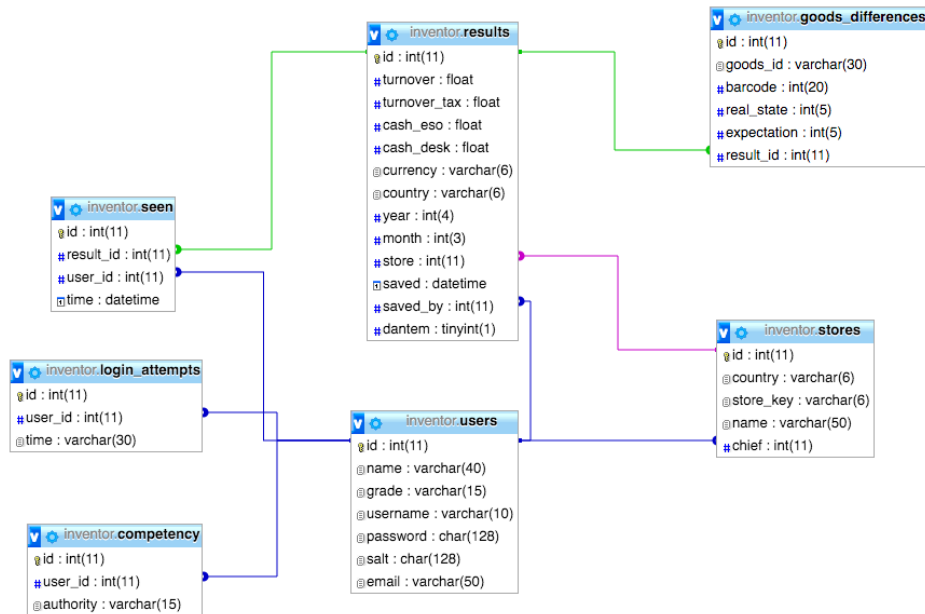 inventor.results
id : int(11)
turnover : float
turnover_tax : float
cash_eso : float
cash_desk : float
currency : varchar(6)
country : varchar(6)
year : int(4)
month : int(3)
store : int(11)
saved : datetime
saved_by : int(11)
dantem : tinyint(1)
inventor.goods_differences
id : int(11)
goods_id : varchar(30)
barcode : int(20)
real_state : int(5)
expectation : int(5)
result_id : int(11)
inventor.seen
id : int(11)
result_id : int(11)
user_id : int(11)
time : datetime
inventor.stores
id : int(11)
country : varchar(6)
store_key : varchar(6)
name : varchar(50)
chief : int(11)
inventor.login_attempts
id : int(11)
user_id : int(11)
time : varchar(30)
inventor.users
id : int(11)
name : varchar(40)
grade : varchar(15)
username : varchar(10)
password : char(128)
salt : char(128)
email : varchar(50)
inventor.competency
id : int(11)
user_id : int(11)
authority : varchar(15)